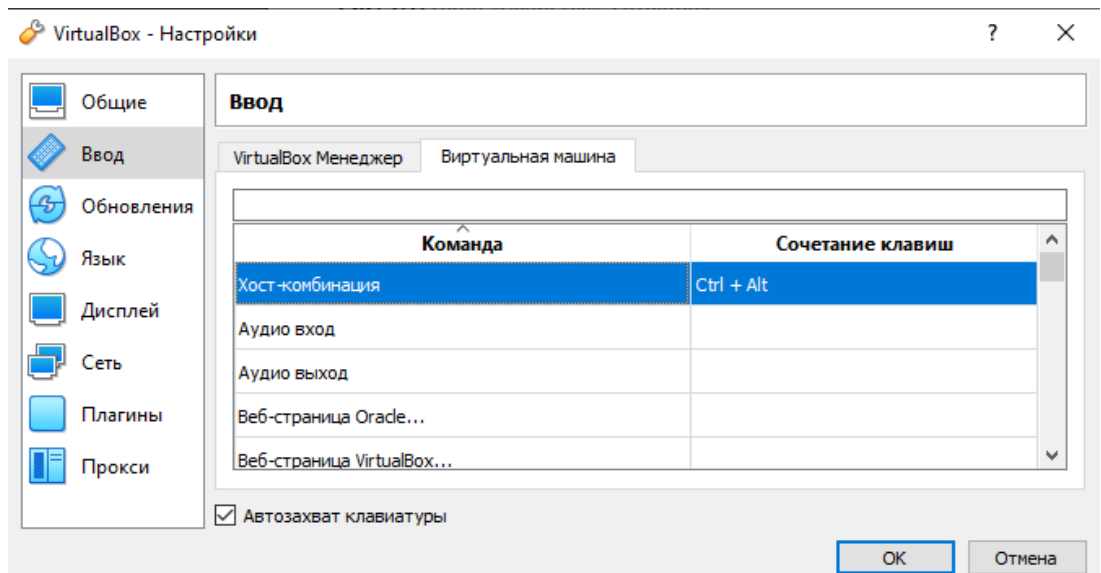 VirtualBox - Настройки
?
Общие
Ввод
Обновления
Язык
Дисплей
Сеть
Плагины
Прокси
Ввод
VirtualBox Менеджер Виртуальная машина
Команда Сочетание клавиш
Хост-комбинация Ctrl + Alt
Аудио вход
Аудио выход
Веб-страница Oracle...
Веб-страница VirtualBox...
Автозахват клавиатуры
OK Отмена